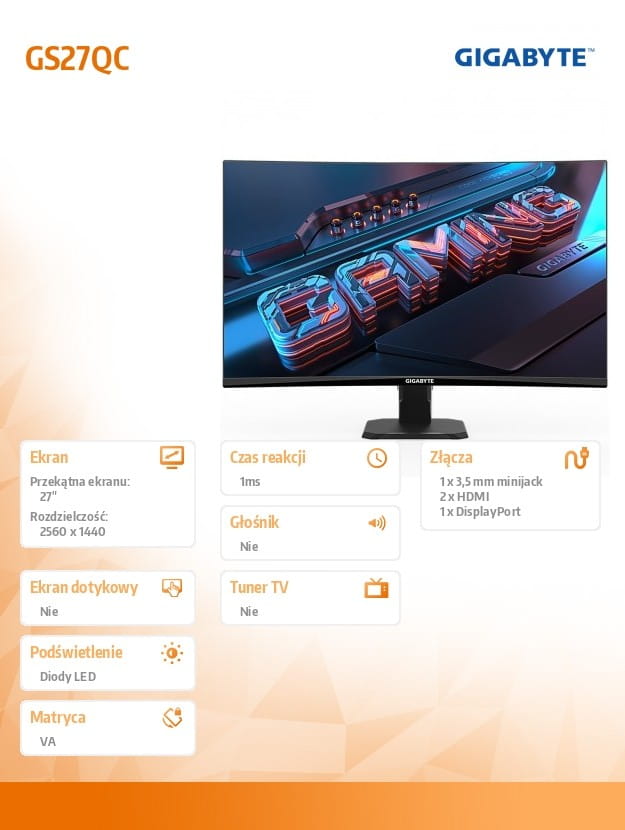 GS27QC
GIGABYTE™
GAMING
GIGABYTE
GIGABYTE
Ekran
Przekątna ekranu:
27"
Rozdzielczość:
2560 x 1440
Czas reakcji
1ms
Złącza
1 x 3,5 mm minijack
2 x HDMI
1 x DisplayPort
Głośnik
Nie
Ekran dotykowy
Nie
Tuner TV
Nie
Podświetlenie
Diody LED
Matryca
VA